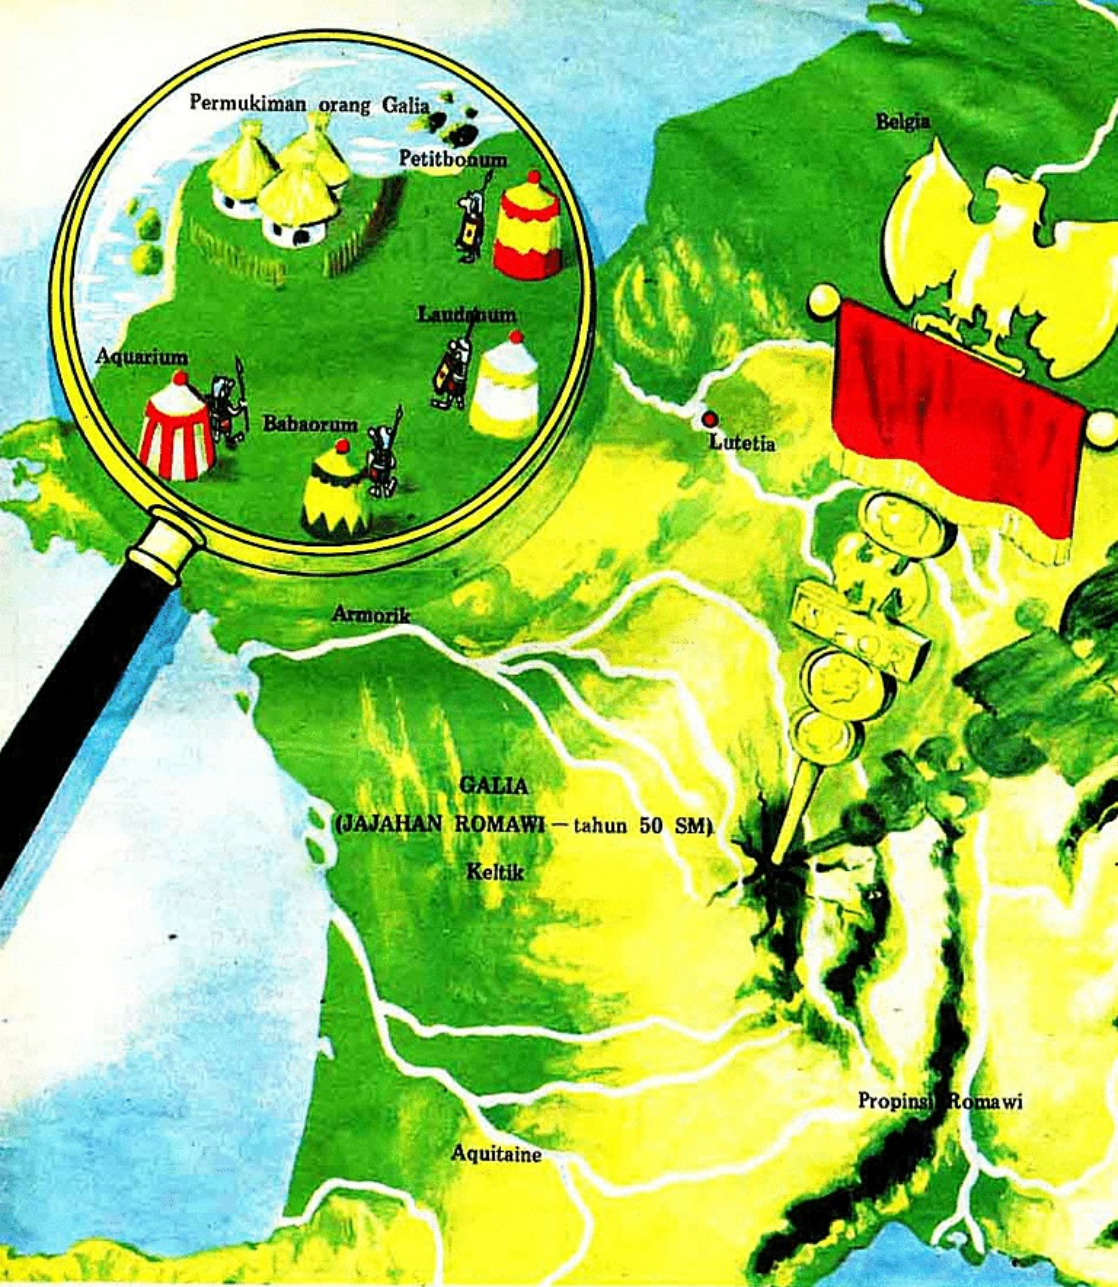 Permukiman orang Galia
Petitbonum
Laudanum
Aquarium
Babaorum
Belgia
Lutetia
Armorik
GALIA
(JAJAHAN ROMAWI — tahun 50 SM)
Keltik
Propinsi Romawi
Aquitaine